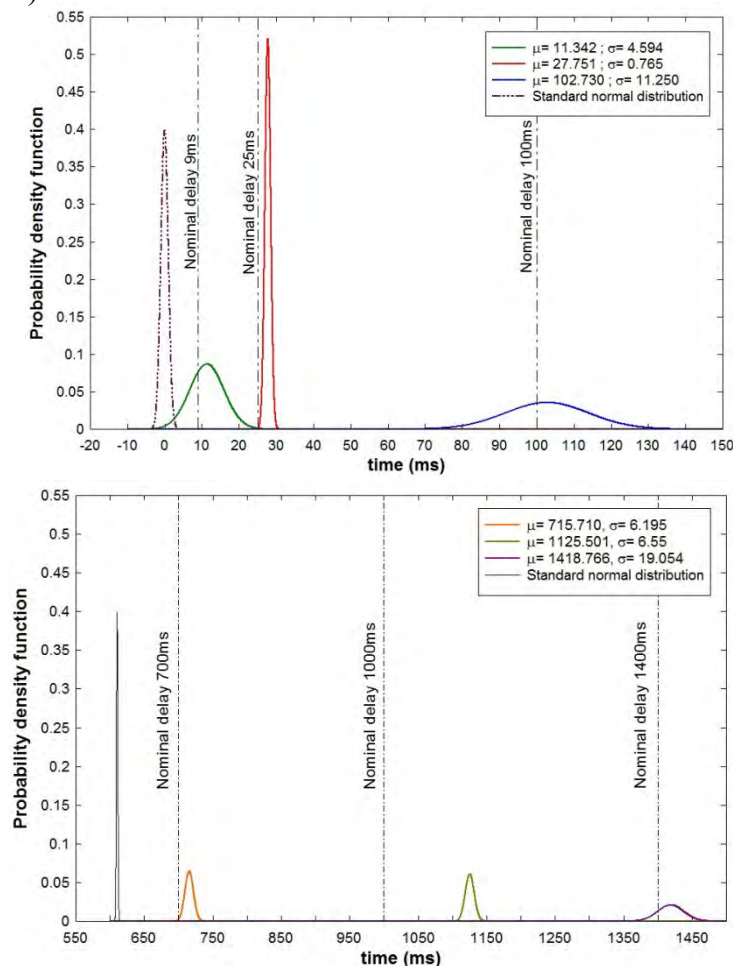 )
0.55
0.5
0.45
0.4
0.35
0.3
0.25
0.2
0.15
0.1
0.05
0
Probability density function
μ= 11.342 ; σ= 4.594
μ= 27.751 ; σ= 0.765
μ= 102.730 ; σ= 11.250
Standard normal distribution
Nominal delay 9ms
Nominal delay 25ms
Nominal delay 100ms
-20 -10 0 10 20 30 40 50 60 70 80 90 100 110 120 130 140 150
time (ms)
0.55
0.5
0.45
0.4
0.35
0.3
0.25
0.2
0.15
0.1
0.05
0
Probability density function
μ= 715.710, σ= 6.195
μ= 1125.501, σ= 6.55
μ= 1418.766, σ= 19.054
Standard normal distribution
Nominal delay 700ms
Nominal delay 1000ms
Nominal delay 1400ms
550 650 750 850 950 1050 1150 1250 1350 1450
time (ms)